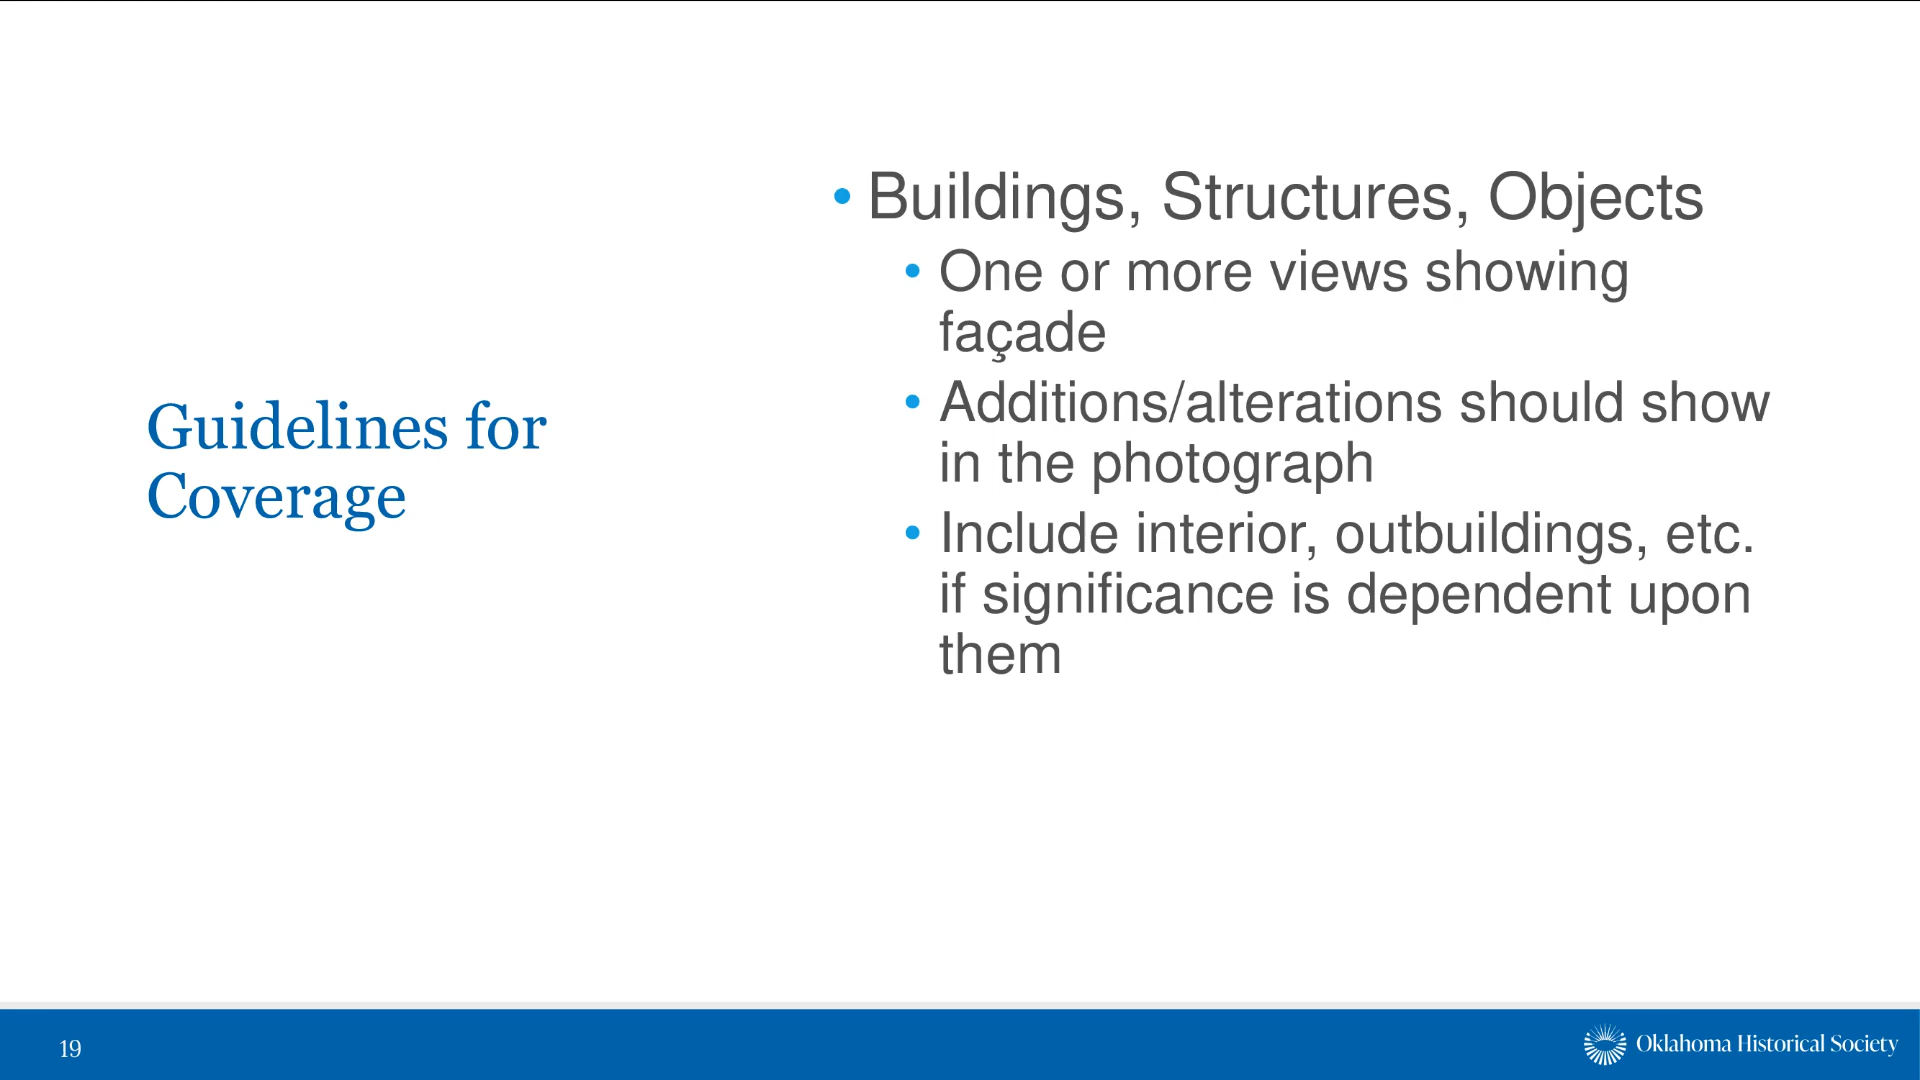 Guidelines for
Coverage
• Buildings, Structures, Objects
• One or more views showing
façade
• Additions/alterations should show
in the photograph
• Include interior, outbuildings, etc.
if significance is dependent upon
them
19
Oklahoma Historical Society